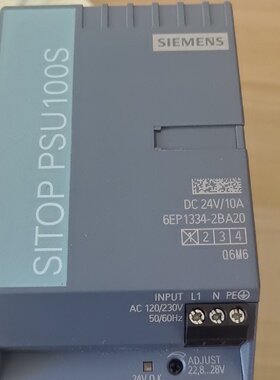 SIEMENS
SITOP PSU100S
DC 24V/10A
6EP1334-2BA20
X 2 3 4
Q6M6
INPUT L1 N PE
AC 120/230V
50/60Hz
ADJUST
22,8...28V
24V O.K.